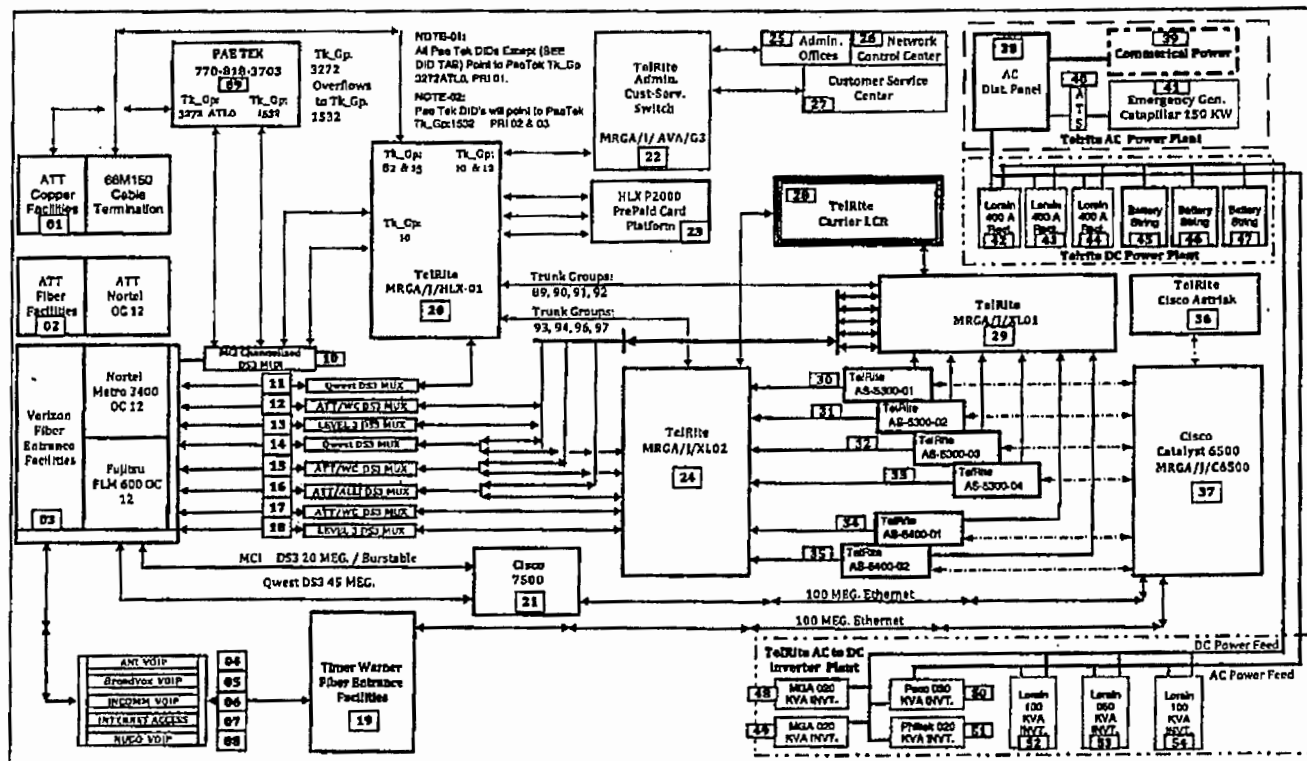 PAETEK
770-818-3703
09
Tk_Gp:
3272 ATL0
Tk_Gp:
1532
Tk_Gp.
3272
Overflows
to Tk_Gp.
1532
NOTE-01:
All Pae Tek DIDs Except (SEE
DID TAB) Point to PaeTek Tk_Gp
3272ATL0, PRI 01.
NOTE-02:
Pae Tek DID's will point to PaeTek
Tk_Gp:1532 PRI 02 & 03
TelRite
Admin.
Cust-Serv.
Switch
MRGA/I/AVA/G3
22
25
Admin.
Offices
26
Network
Control Center
Customer Service
Center
27
38
AC
Dist. Panel
39
Commerical Power
40
A
T
S
41
Emergency Gen.
Catapillar 250 KW
Telrite AC Power Plant
ATT
Copper
Facilities
01
66M150
Cable
Termination
Tk_Gp:
82 & 15
Tk_Gp:
10 & 12
Tk_Gp:
10
TelRite
MRGA/J/HLX-01
20
HLX P2000
PrePaid Card
Platform
23
28
TelRite
Carrier LCR
Lorain
400 A
Rect.
42
Lorain
400 A
Rect.
43
Lorain
400 A
Rect.
44
Battery
String
45
Battery
String
46
Battery
String
47
Telrite DC Power Plant
ATT
Fiber
Facilities
02
ATT
Nortel
OC 12
Trunk Groups:
89, 90, 91, 92
Trunk Groups:
93, 94, 96, 97
TelRite
MRGA/J/XL01
29
TelRite
Cisco Astrisk
36
Verizon
Fiber
Entrance
Facilities
03
Nortel
Metro 3400
OC 12
Fujitsu
FLM 600 OC
12
MCI Channelized
DS3 MUX
10
11
Qwest DS3 MUX
12
ATT/WC DS3 MUX
13
LEVEL 3 DS3 MUX
14
Qwest DS3 MUX
15
ATT/WC DS3 MUX
16
ATT/ALLT DS3 MUX
17
ATT/WC DS3 MUX
18
LEVEL 3 DS3 MUX
TelRite
MRGA/J/XL02
24
30
TelRite
AS-5300-01
31
TelRite
AS-5300-02
32
TelRite
AS-5300-03
33
TelRite
AS-5300-04
34
TelRite
AS-5400-01
35
TelRite
AS-5400-02
Cisco
Catalyst 6500
MRGA/J/C6500
37
MCI DS3 20 MEG. / Burstable
Qwest DS3 45 MEG.
Cisco
7500
21
100 MEG. Ethernet
100 MEG. Ethernet
ANT VOIP
04
Broadvox VOIP
05
INCOMM VOIP
06
INTERNET ACCESS
07
NUGO VOIP
08
Timer Warner
Fiber Entrance
Facilities
19
TelRite AC to DC
Inverter Plant
DC Power Feed
AC Power Feed
48
MGA 020
KVA INVT.
49
MGA 020
KVA INVT.
Peco 030
KVA INVT.
50
Philtek 020
KVA INVT.
51
Lorain
100
KVA
INVT.
52
Lorain
060
KVA
INVT.
53
Lorain
100
KVA
INVT.
54